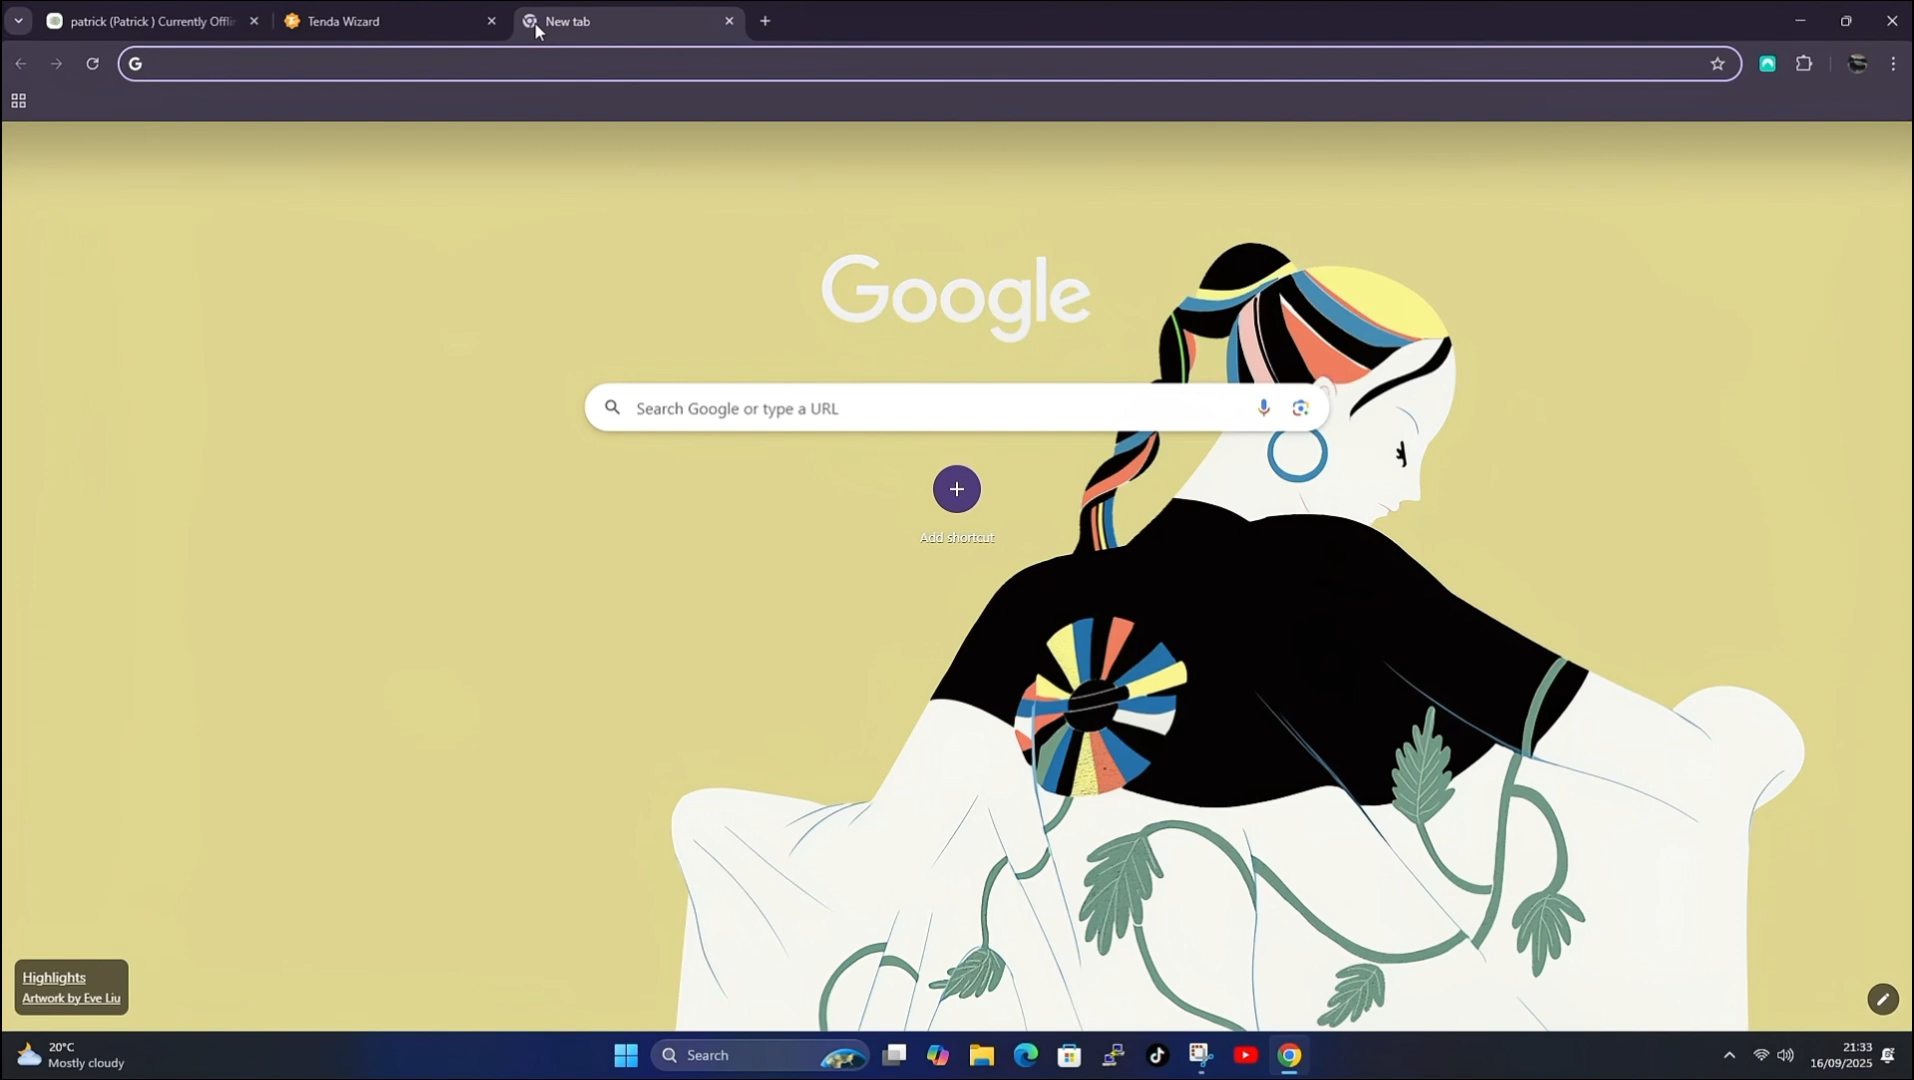 patrick (Patrick ) Currently Offli
Tenda Wizard
New tab
Google
Search Google or type a URL
Add shortcut
Highlights
Artwork by Eve Liu
20°C
Mostly cloudy
Search
21:33
16/09/2025